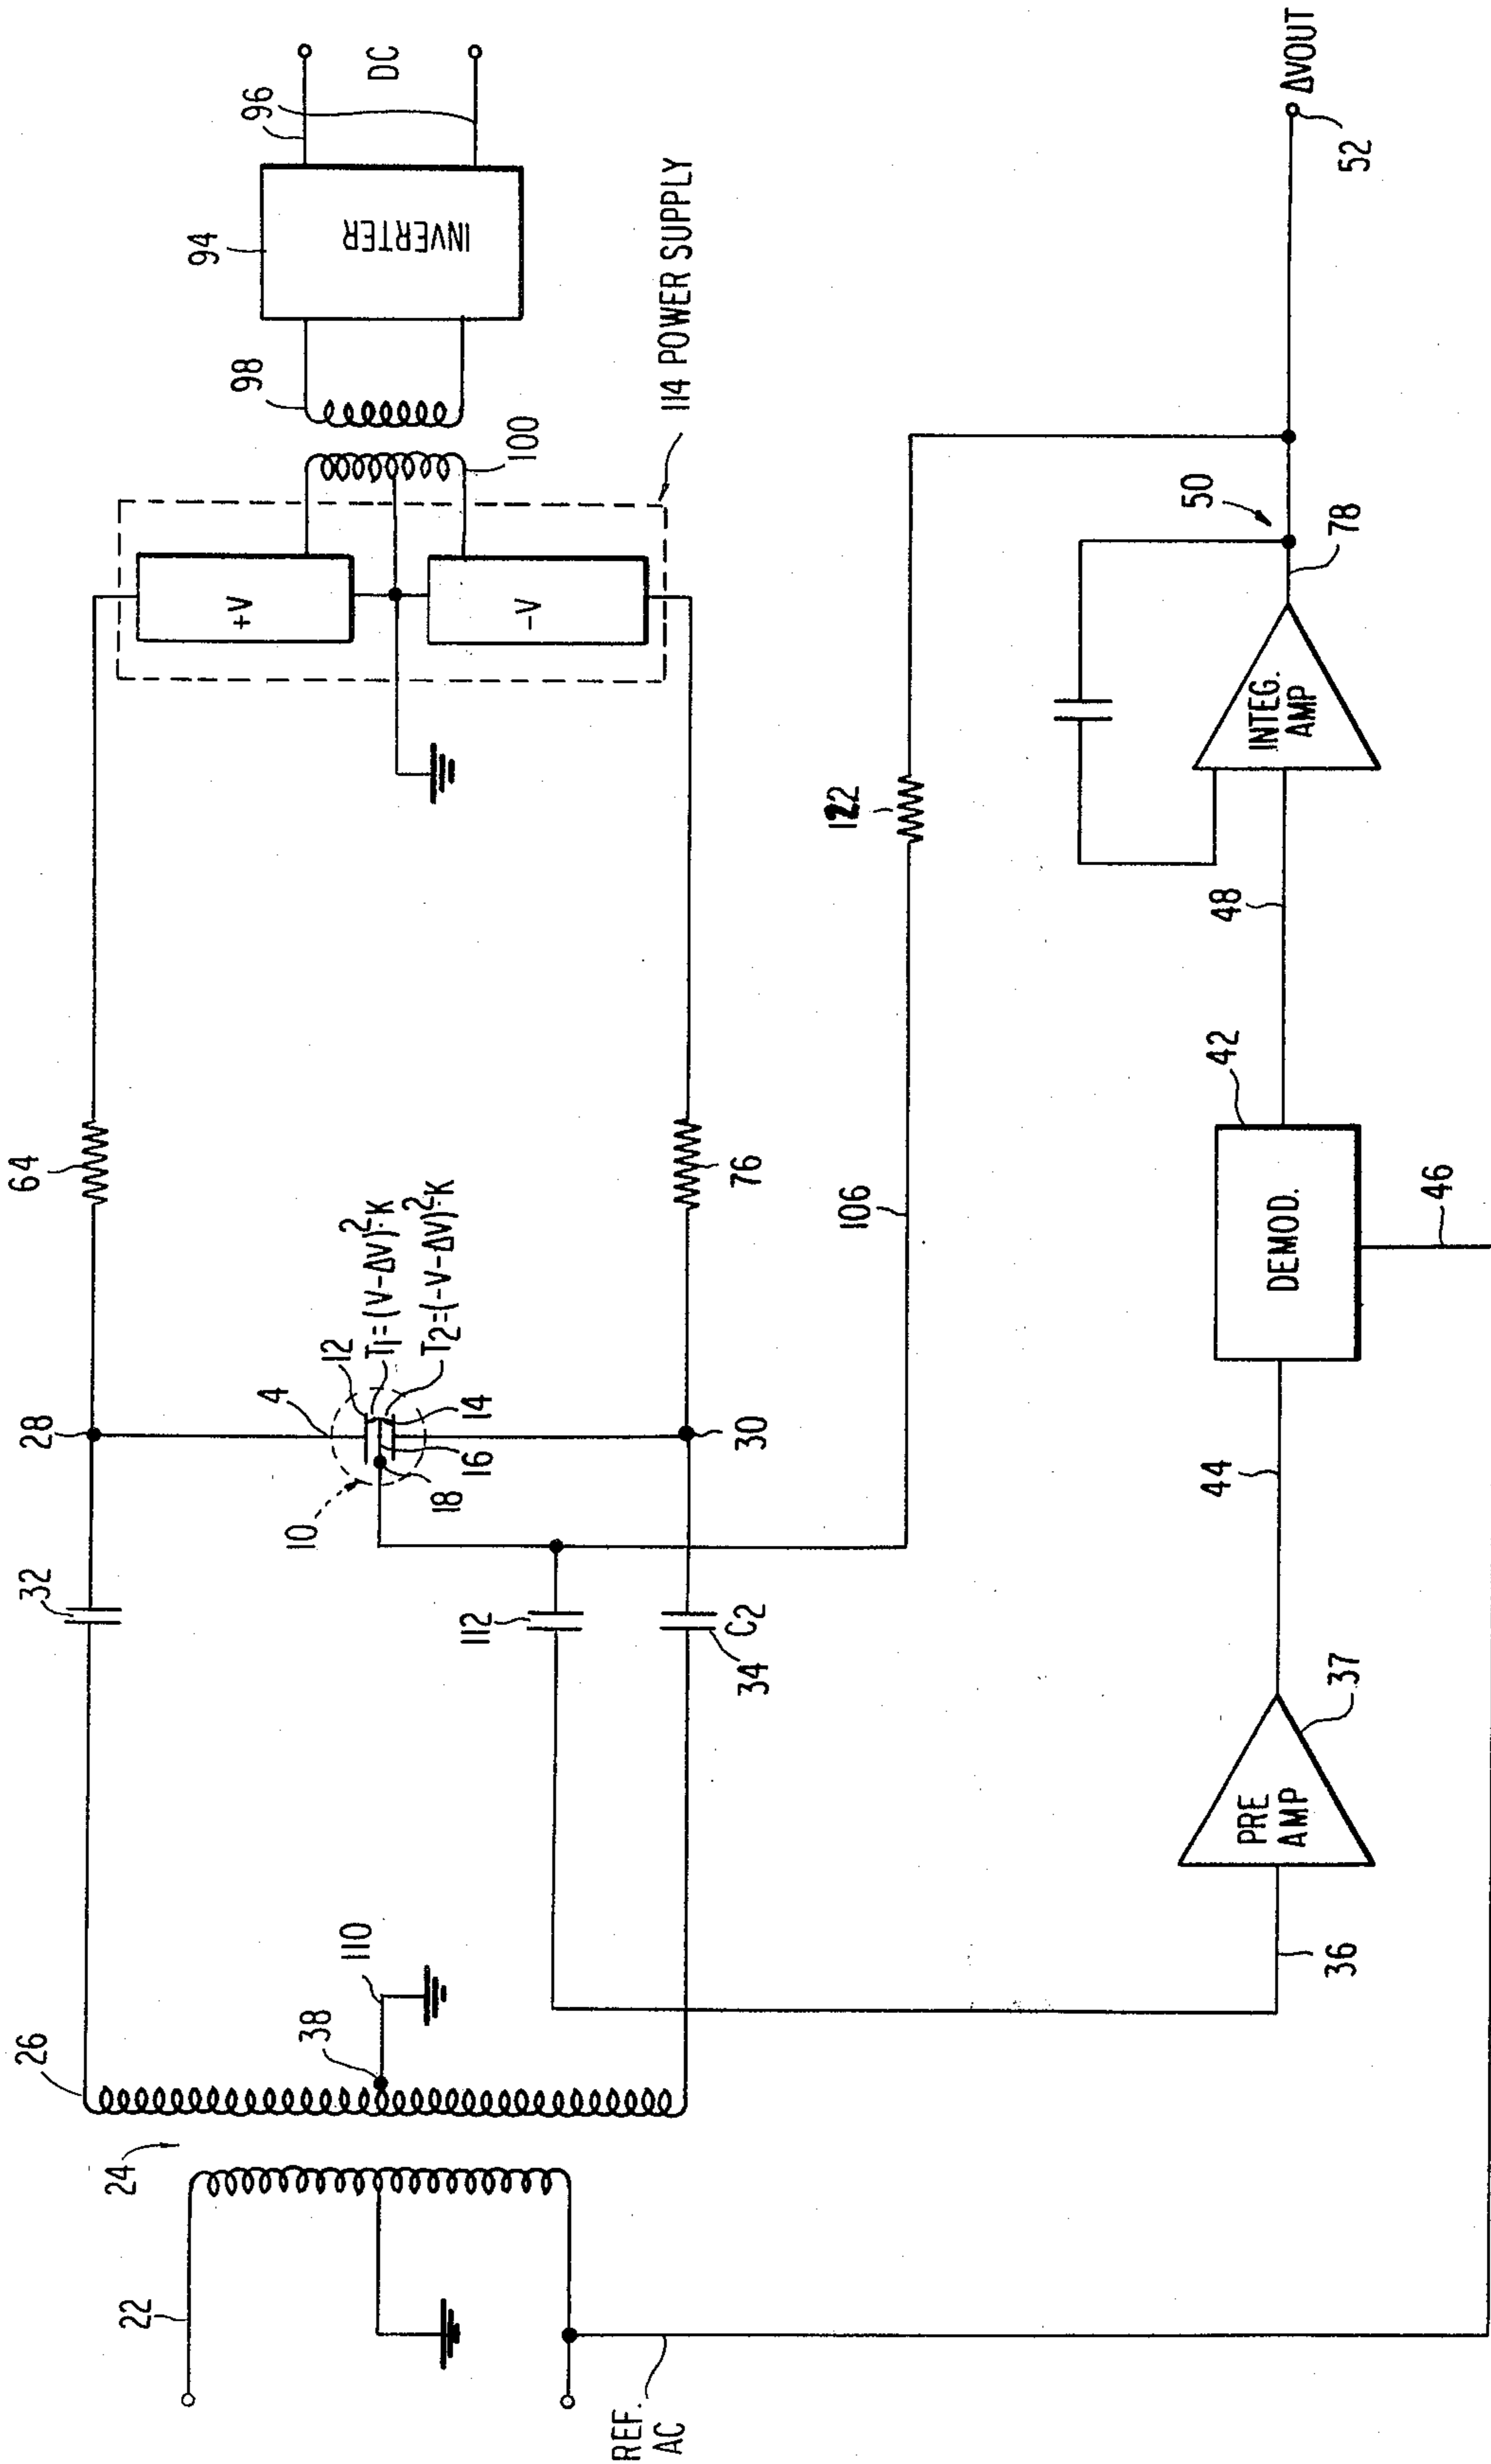 26
32
28
64
24
22
38
110
10
4
12
T1=(V-ΔV)²·K
T2=(-V-ΔV)²·K
14
16
18
112
C2
34
30
76
+V
-V
100
98
94
INVERTER
96
DC
114 POWER SUPPLY
106
122
REF.
AC
36
PRE
AMP
37
44
DEMOD.
42
46
48
INTEG.
AMP
50
78
52
ΔVOUT